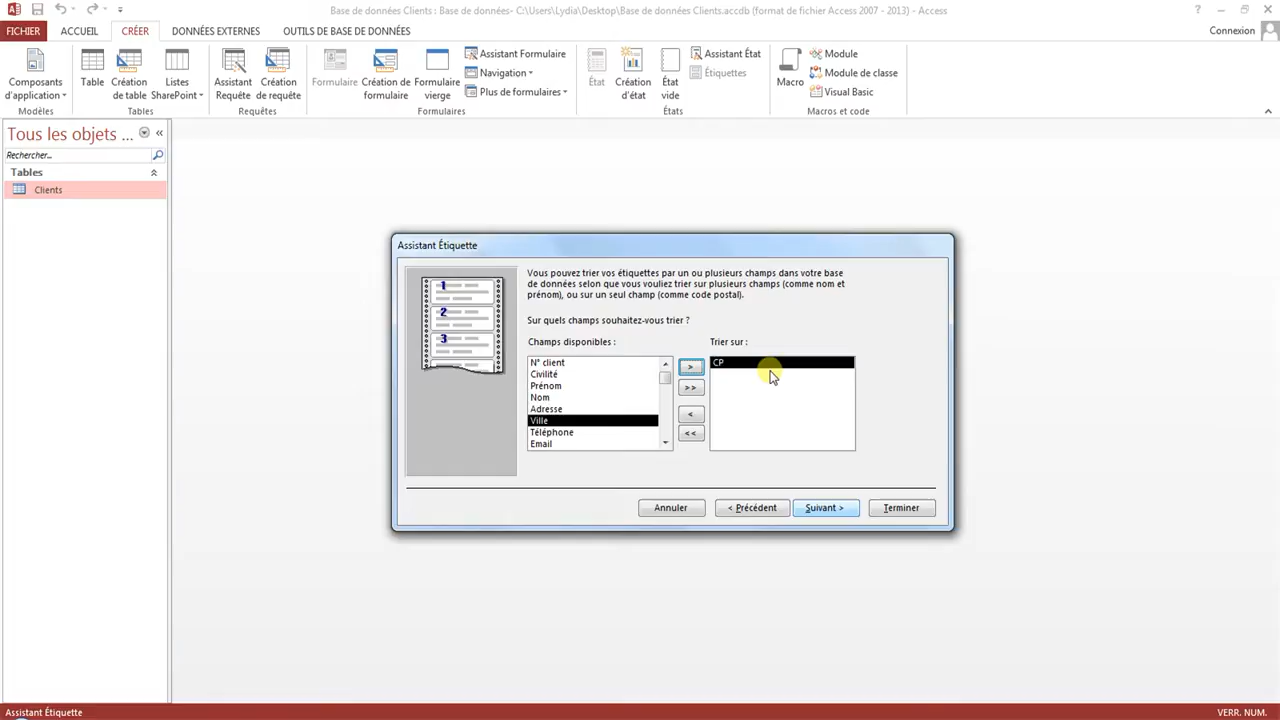 Base de données Clients : Base de données- C:\Users\Lydia\Desktop\Base de données Clients.accdb (format de fichier Access 2007 - 2013) - Access
FICHIER ACCUEIL CRÉER DONNÉES EXTERNES OUTILS DE BASE DE DONNÉES Connexion
Composants d'application
Modèles
Table
Création de table
Listes SharePoint
Tables
Assistant Requête
Création de requête
Requêtes
Formulaire
Création de formulaire
Formulaire vierge
Assistant Formulaire
Navigation
Plus de formulaires
Formulaires
État
Création d'état
État vide
Assistant État
Étiquettes
États
Macro
Module
Module de classe
Visual Basic
Macros et code
Tous les objets ...
Rechercher...
Tables
Clients
Assistant Étiquette
1
2
3
Vous pouvez trier vos étiquettes par un ou plusieurs champs dans votre base
de données selon que vous vouliez trier sur plusieurs champs (comme nom et
prénom), ou sur un seul champ (comme code postal).
Sur quels champs souhaitez-vous trier ?
Champs disponibles :
N° client
Civilité
Prénom
Nom
Adresse
Ville
Téléphone
Email
>
>>
<
<<
Trier sur :
CP
Annuler < Précédent Suivant > Terminer
Assistant Étiquette VERR. NUM.